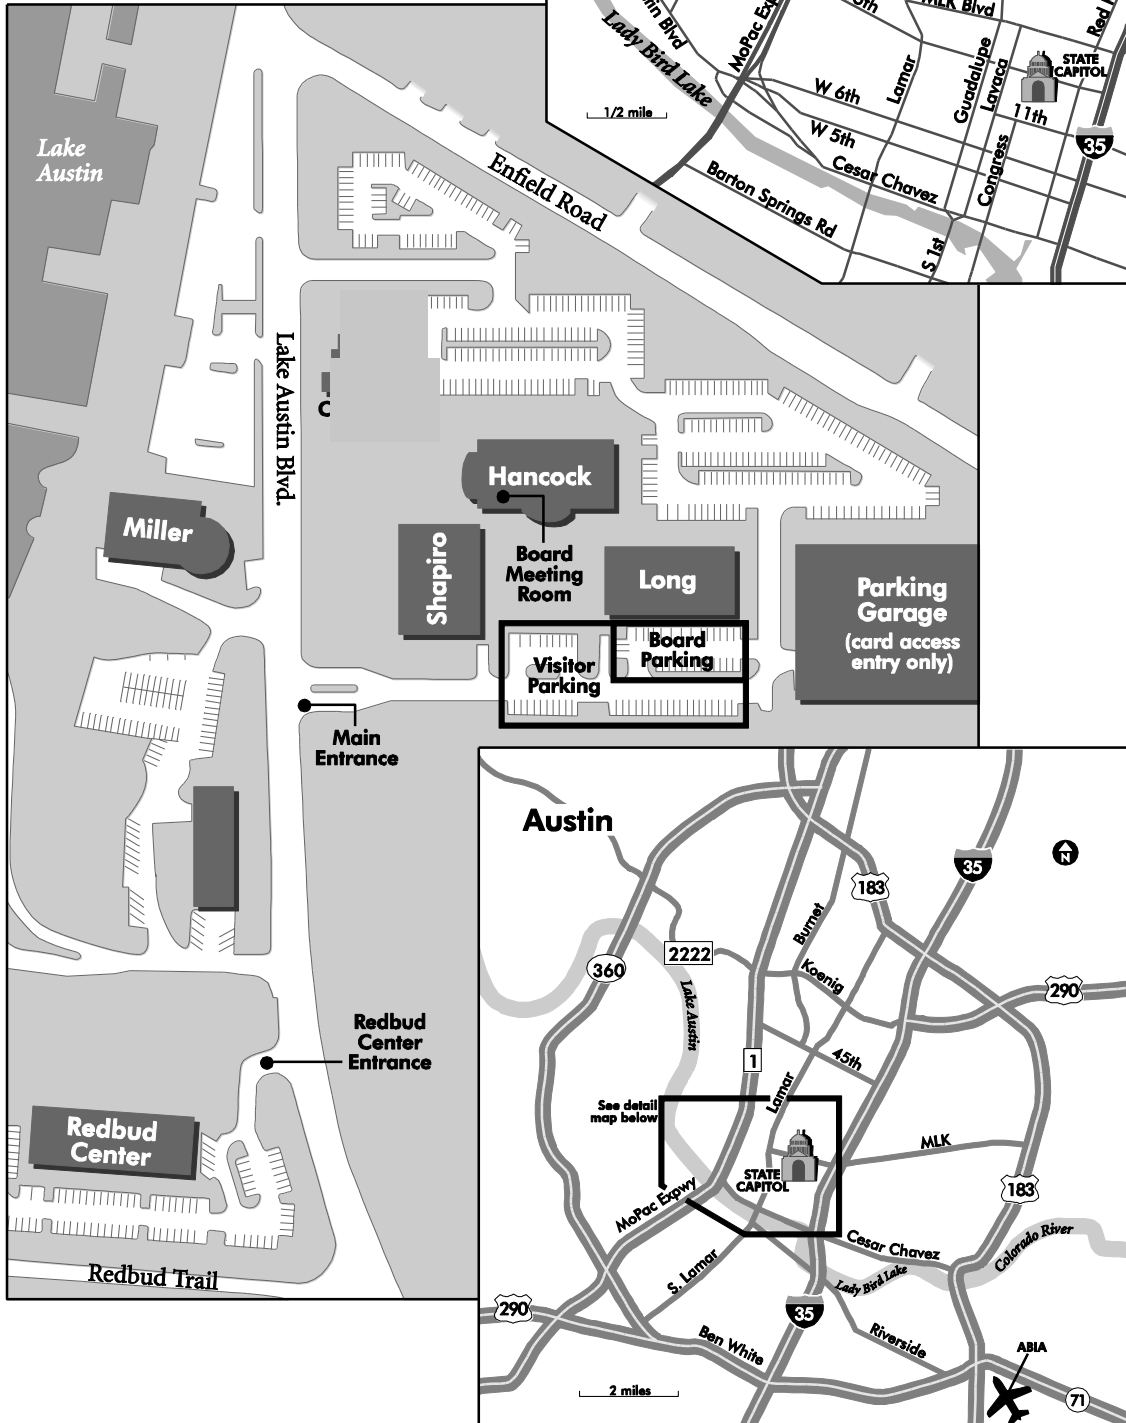 Lady Bird Lake
MoPac Exp
MLK Blvd
Red
Lamar
Guadalupe
Lavaca
STATE
CAPITOL
11th
35
W 6th
W 5th
1/2 mile
Cesar Chavez
Congress
Barton Springs Rd
S 1st
Lake
Austin
Enfield Road
Lake Austin Blvd.
Hancock
Miller
Shapiro
Board
Meeting
Room
Long
Parking
Garage
(card access
entry only)
Board
Parking
Visitor
Parking
Main
Entrance
Redbud
Center
Entrance
Redbud
Center
Redbud Trail
Austin
N
35
183
Burnet
2222
360
Koenig
290
Lake Austin
1
45th
Lamar
See detail
map below
MLK
STATE
CAPITOL
183
MoPac Expwy
Cesar Chavez
Colorado River
S. Lamar
Lady Bird Lake
290
35
Riverside
Ben White
ABIA
2 miles
71